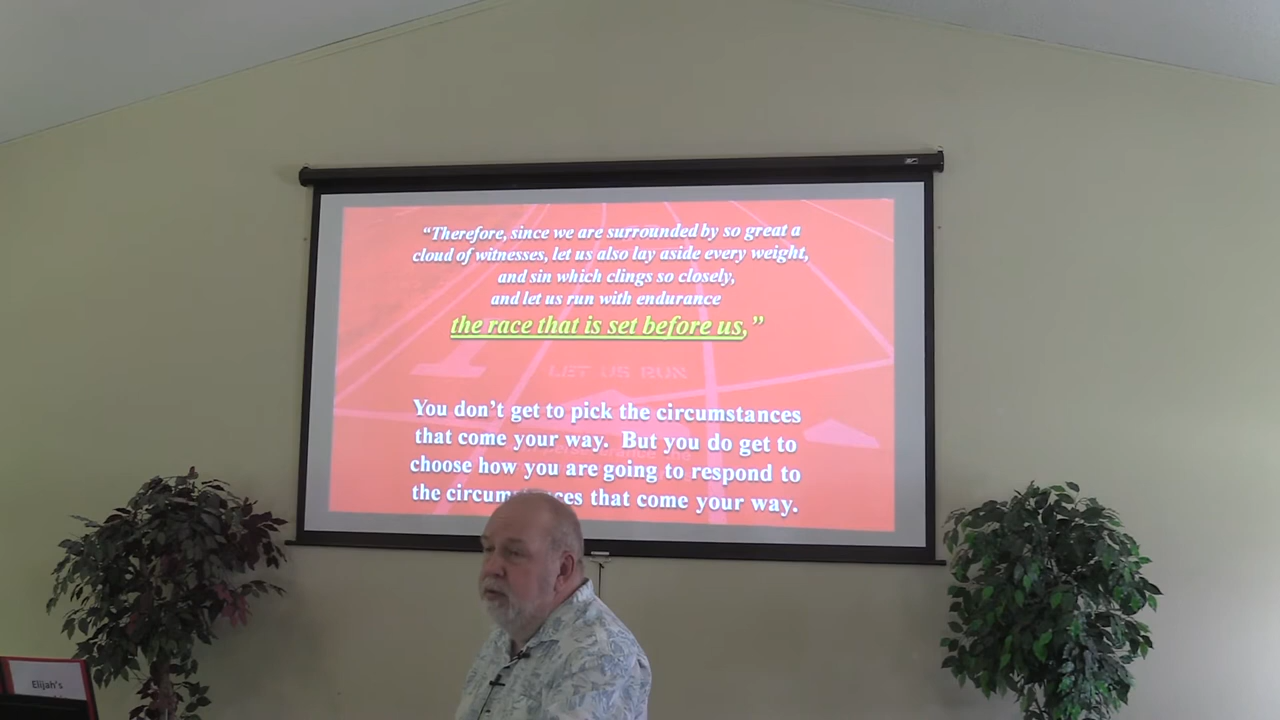 “Therefore, since we are surrounded by so great a
cloud of witnesses, let us also lay aside every weight,
and sin which clings so closely,
and let us run with endurance
the race that is set before us,”
LET US RUN
You don’t get to pick the circumstances
that come your way. But you do get to
choose how you are going to respond to
the that come your way.
Elijah's